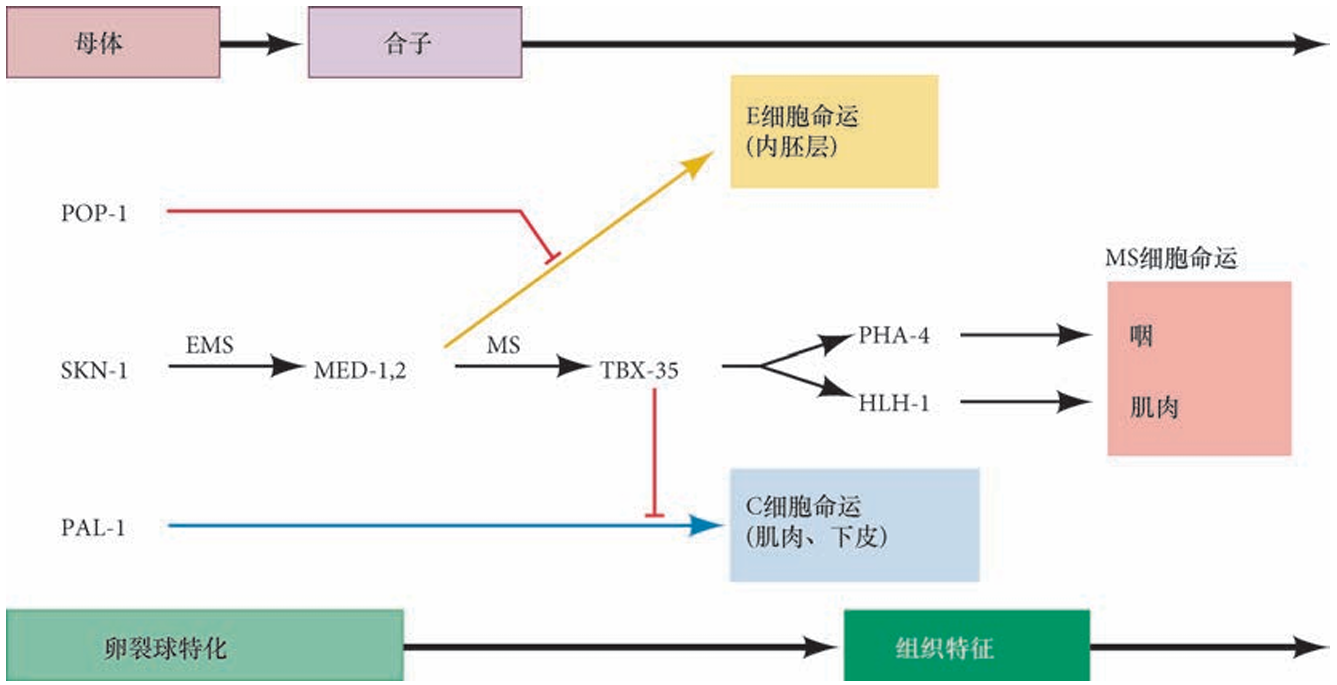 母体
合子
E细胞命运
(内胚层)
POP-1
MS细胞命运
EMS
MS
PHA-4
咽
SKN-1
MED-1,2
TBX-35
HLH-1
肌肉
C细胞命运
(肌肉、下皮)
PAL-1
卵裂球特化
组织特征